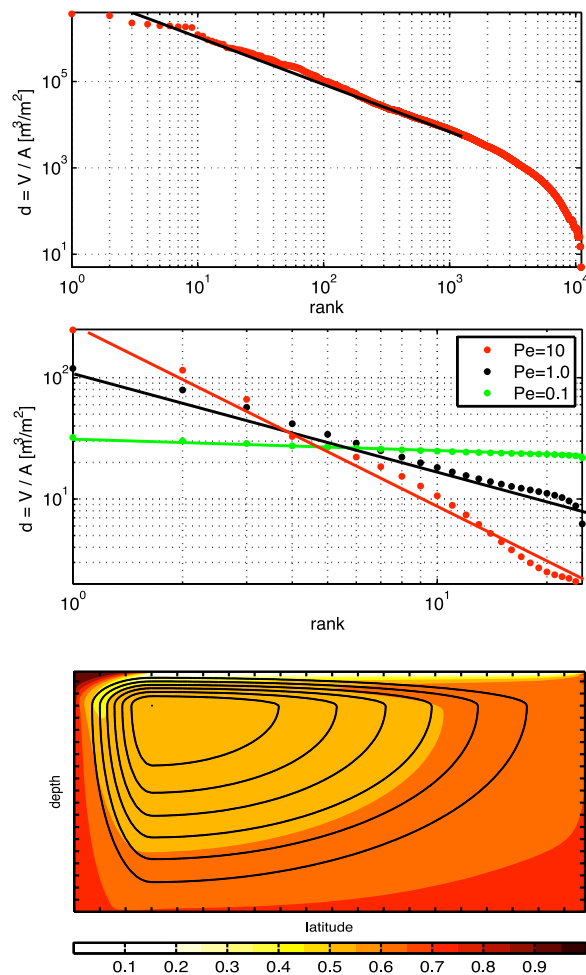 d = V / A [m³/m²]
10⁵
10³
10¹
10⁰ 10¹ 10² 10³ 10⁴
rank
d = V / A [m³/m²]
10²
10¹
Pe=10
Pe=1.0
Pe=0.1
10⁰ 10¹
rank
depth
latitude
0.1 0.2 0.3 0.4 0.5 0.6 0.7 0.8 0.9